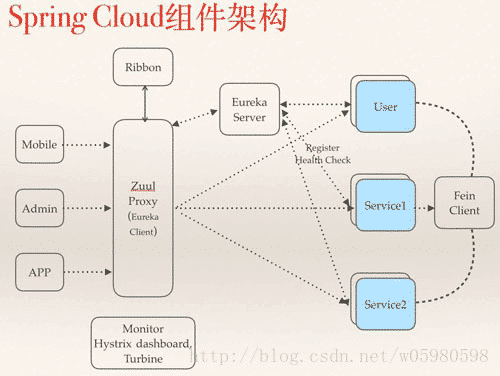 Spring Cloud组件架构
Ribbon
Eureka
Server
User
Mobile
Register
Health Check
Zuul
Proxy
(Eureka
Client)
Admin
Service1
Fein
Client
APP
Service2
Monitor
Hystrix dashboard,
Turbine
http://blog.csdn.net/w05980598